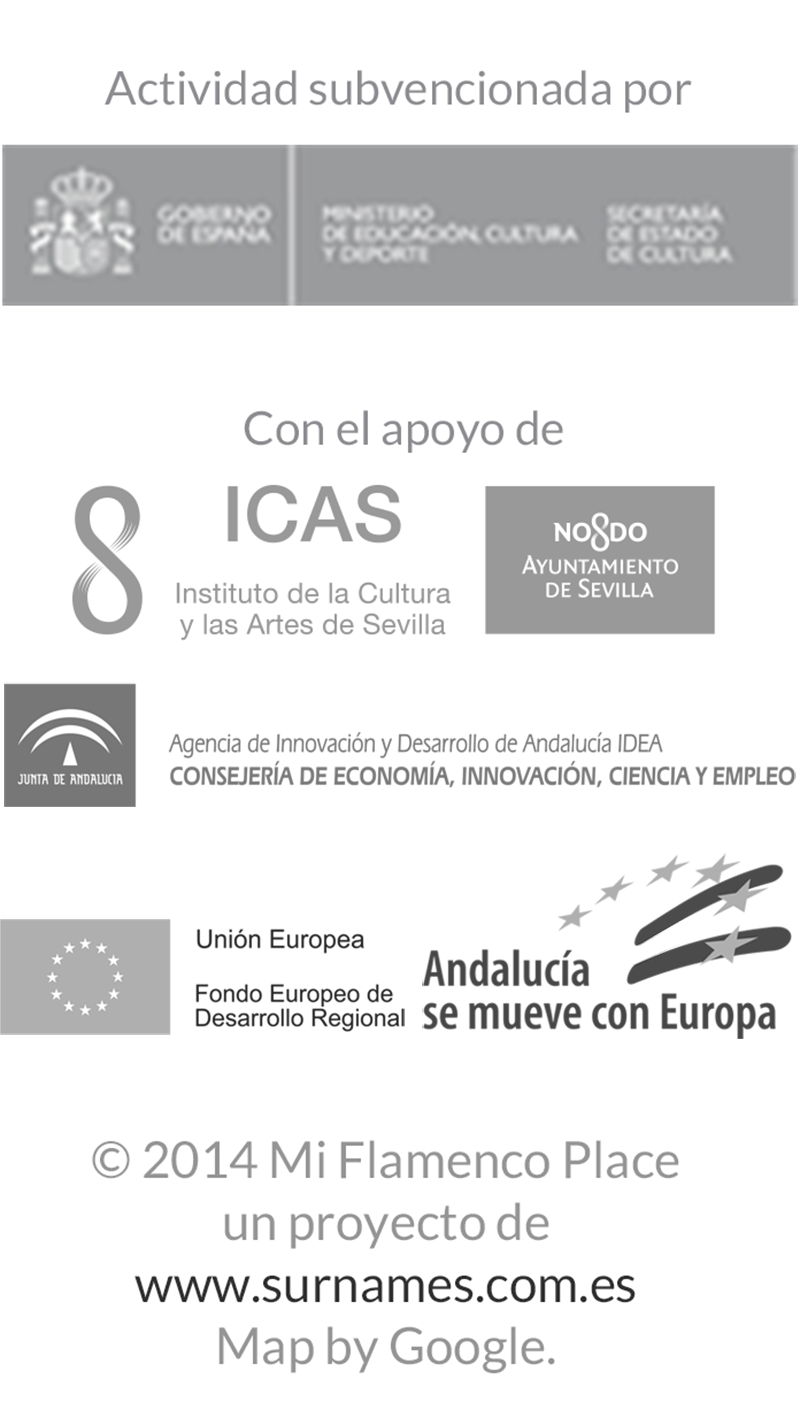 Actividad subvencionada por
GOBIERNO
DE ESPAÑA
MINISTERIO
DE EDUCACIÓN, CULTURA
Y DEPORTE
SECRETARÍA
DE ESTADO
DE CULTURA
Con el apoyo de
ICAS
Instituto de la Cultura
y las Artes de Sevilla
NO8DO
AYUNTAMIENTO
DE SEVILLA
JUNTA DE ANDALUCIA
Agencia de Innovación y Desarrollo de Andalucía IDEA
CONSEJERÍA DE ECONOMÍA, INNOVACIÓN, CIENCIA Y EMPLEO
Unión Europea
Fondo Europeo de
Desarrollo Regional
Andalucía
se mueve con Europa
© 2014 Mi Flamenco Place
un proyecto de
www.surnames.com.es
Map by Google.